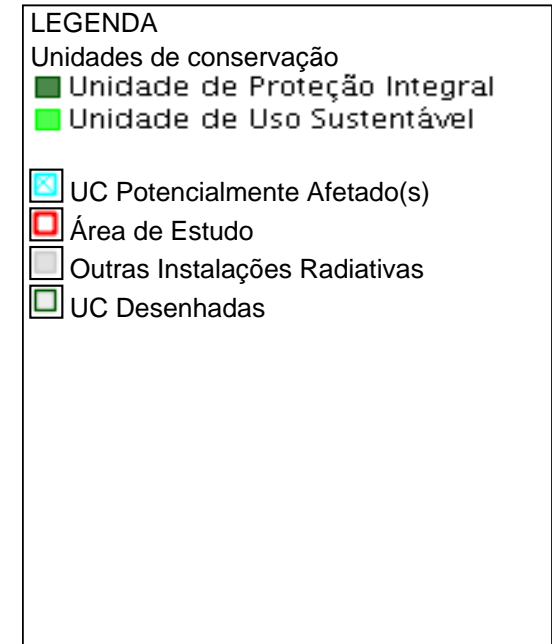 LEGENDA
Unidades de conservação
Unidade de Proteção Integral
Unidade de Uso Sustentável
UC Potencialmente Afetado(s)
Área de Estudo
Outras Instalações Radiativas
UC Desenhadas